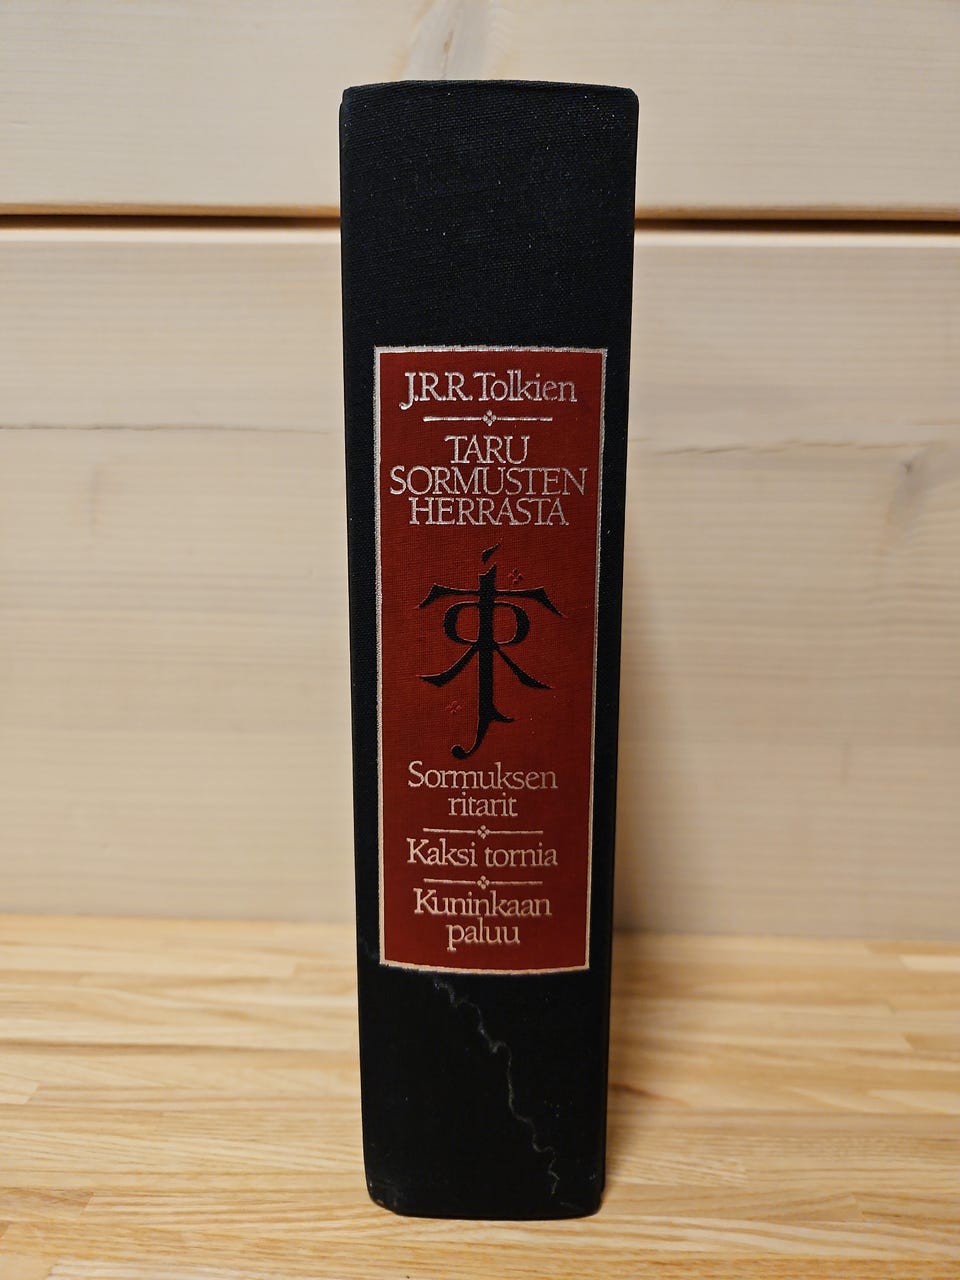 J.R.R. Tolkien
TARU
SORMUSTEN
HERRASTA
Sormuksen
ritarit
Kaksi tornia
Kuninkaan
paluu